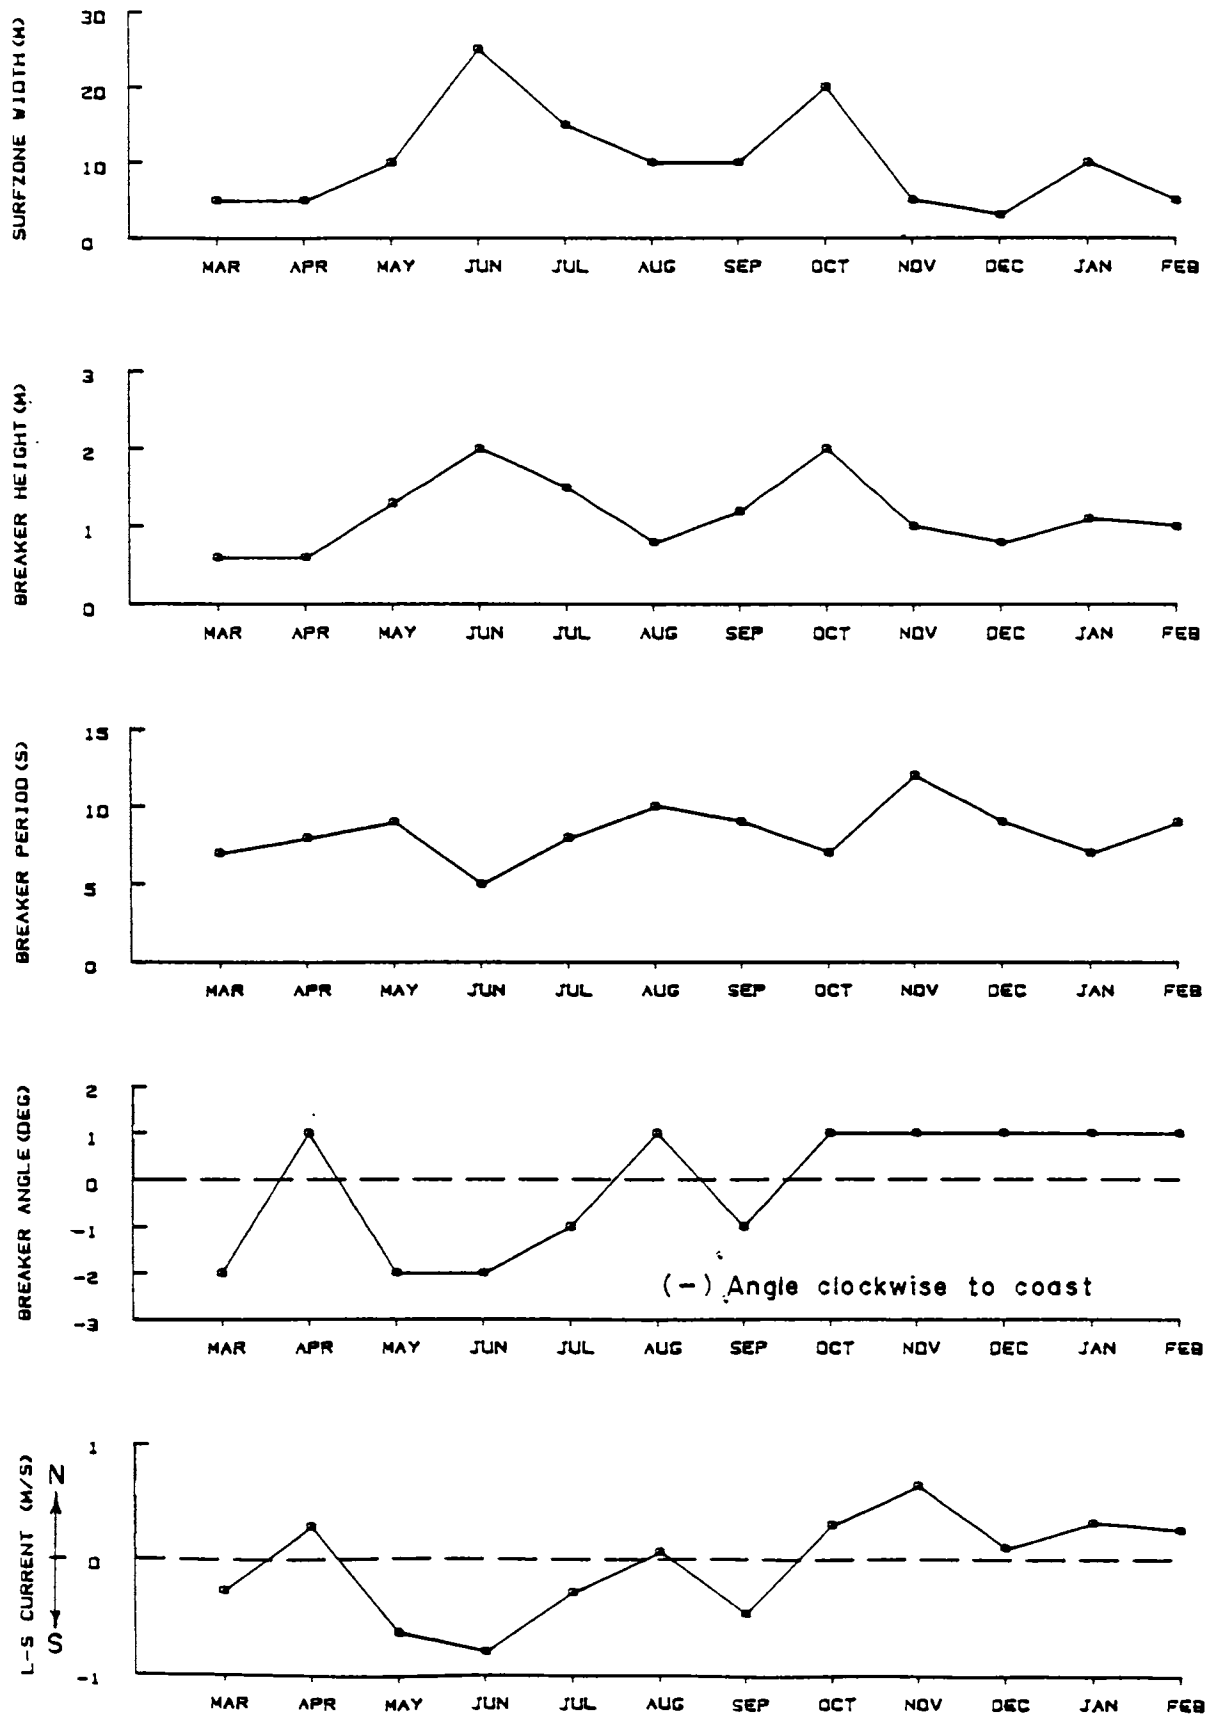 SURFZONE WIDTH (M)
30
20
10
0
MAR APR MAY JUN JUL AUG SEP OCT NOV DEC JAN FEB
BREAKER HEIGHT (M)
3
2
1
0
MAR APR MAY JUN JUL AUG SEP OCT NOV DEC JAN FEB
BREAKER PERIOD (S)
15
10
5
0
MAR APR MAY JUN JUL AUG SEP OCT NOV DEC JAN FEB
BREAKER ANGLE (DEG)
2
1
0
-1
-2
-3
(-) Angle clockwise to coast
MAR APR MAY JUN JUL AUG SEP OCT NOV DEC JAN FEB
L-S CURRENT (M/S)
N
S
1
0
-1
MAR APR MAY JUN JUL AUG SEP OCT NOV DEC JAN FEB